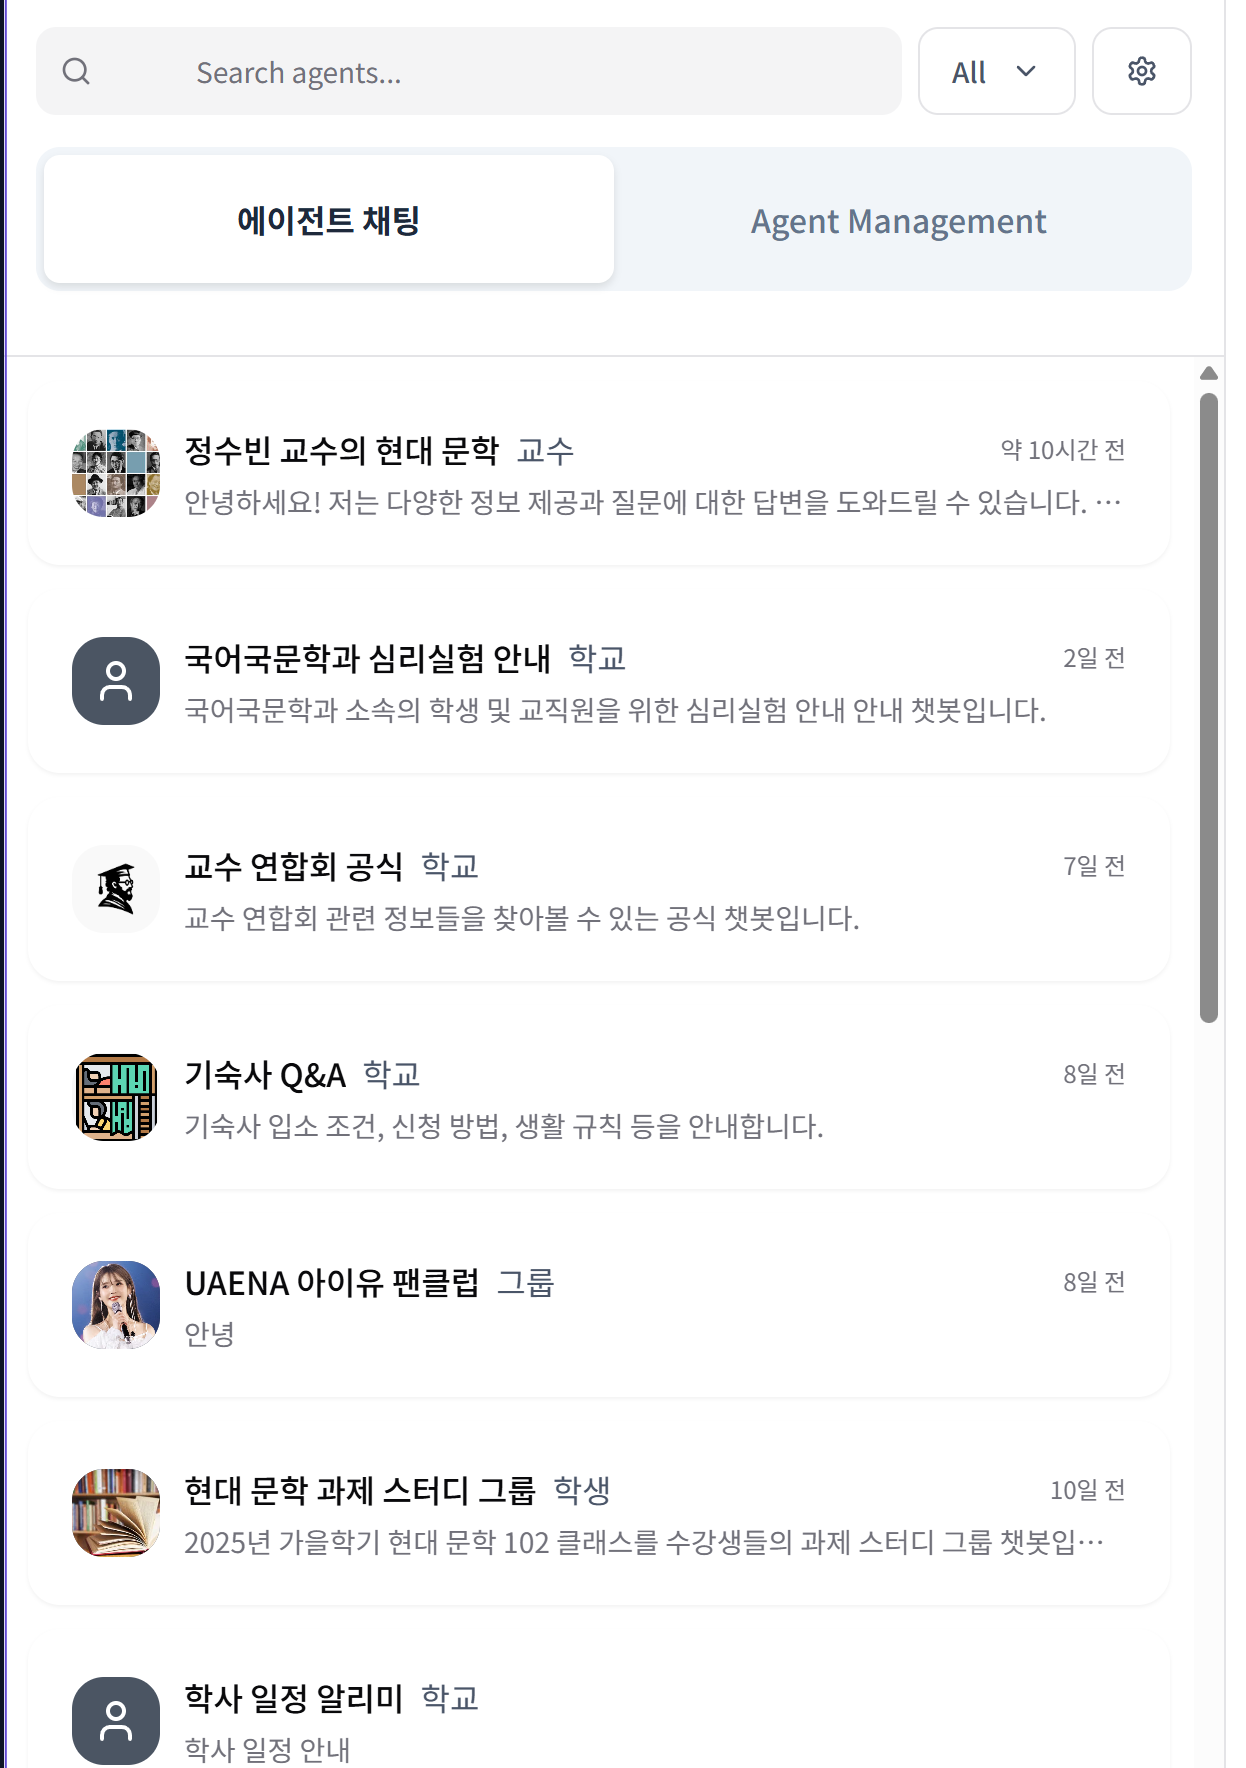 Search agents...
All
에이전트 채팅
Agent Management
정수빈 교수의 현대 문학 교수 약 10시간 전
안녕하세요! 저는 다양한 정보 제공과 질문에 대한 답변을 도와드릴 수 있습니다. ···
국어국문학과 심리실험 안내 학교 2일 전
국어국문학과 소속의 학생 및 교직원을 위한 심리실험 안내 안내 챗봇입니다.
교수 연합회 공식 학교 7일 전
교수 연합회 관련 정보들을 찾아볼 수 있는 공식 챗봇입니다.
기숙사 Q&A 학교 8일 전
기숙사 입소 조건, 신청 방법, 생활 규칙 등을 안내합니다.
UAENA 아이유 팬클럽 그룹 8일 전
안녕
현대 문학 과제 스터디 그룹 학생 10일 전
2025년 가을학기 현대 문학 102 클래스를 수강생들의 과제 스터디 그룹 챗봇입···
학사 일정 알리미 학교
학사 일정 안내